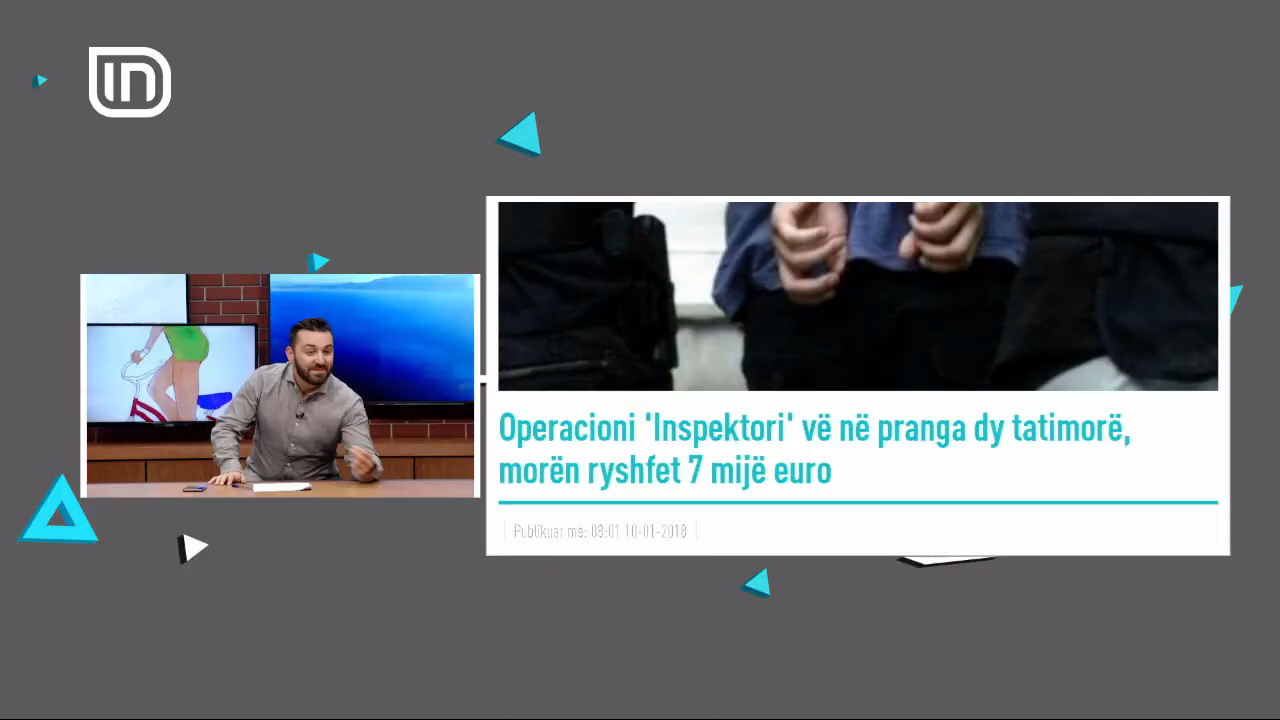 IN
Operacioni 'Inspektori' vë në pranga dy tatimorë,
morën ryshfet 7 mijë euro
Publikuar më: 08:01 10-01-2018